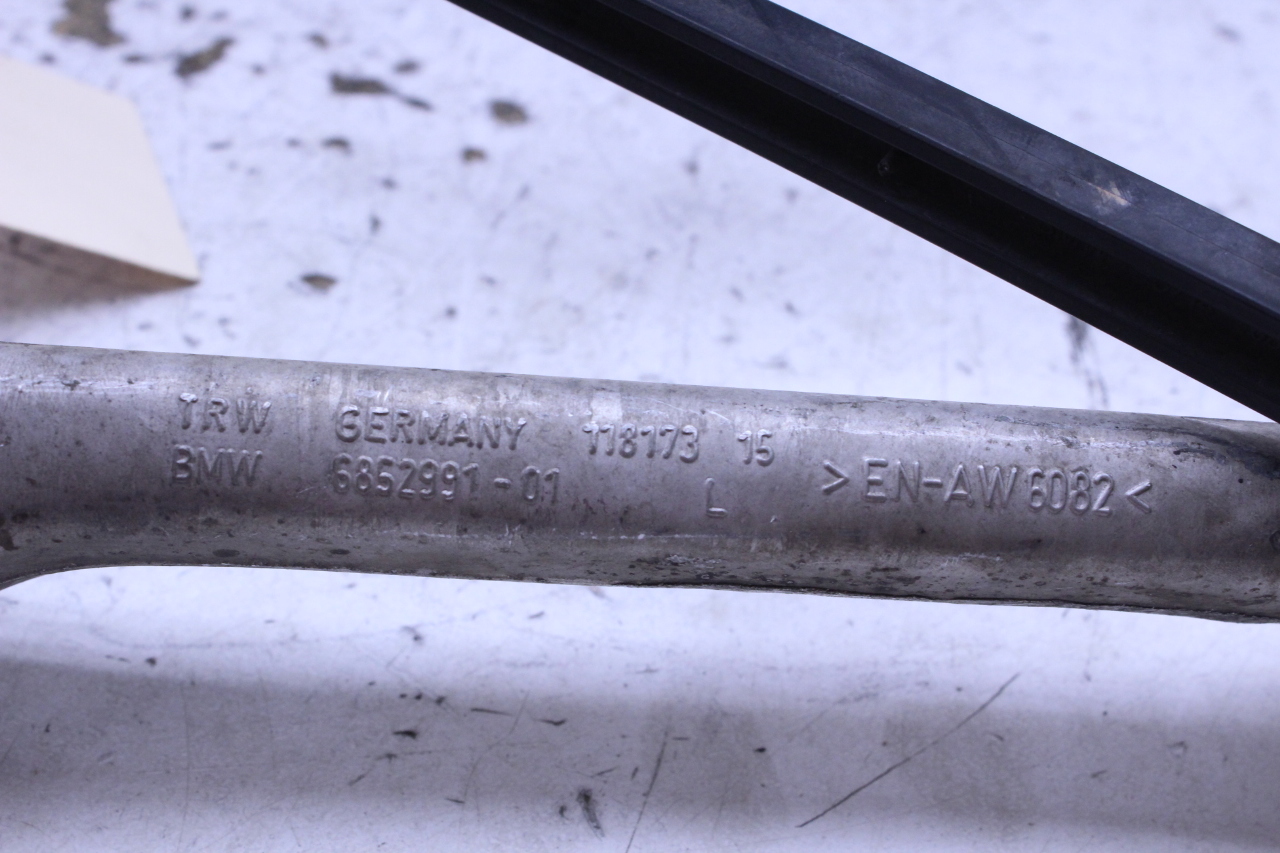 TRW GERMANY 118173 15
BMW 6852991-01 L >EN-AW 6082<